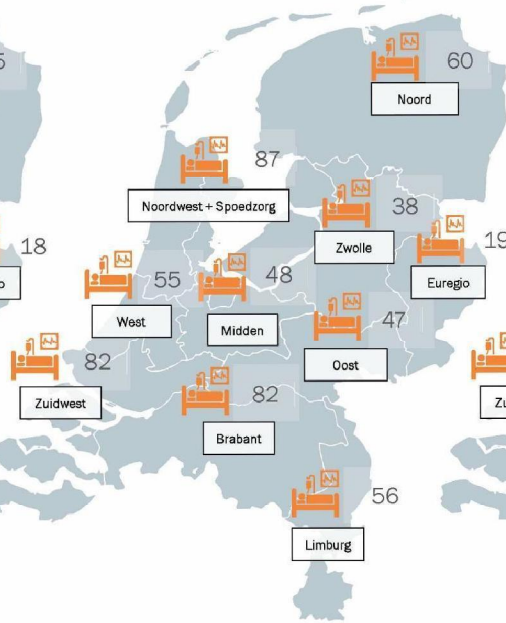 60
Noord
87
Noordwest + Spoedzorg
38
Zwolle
18
19
Euregio
55
West
48
Midden
47
Oost
82
Zuidwest
82
Brabant
56
Limburg